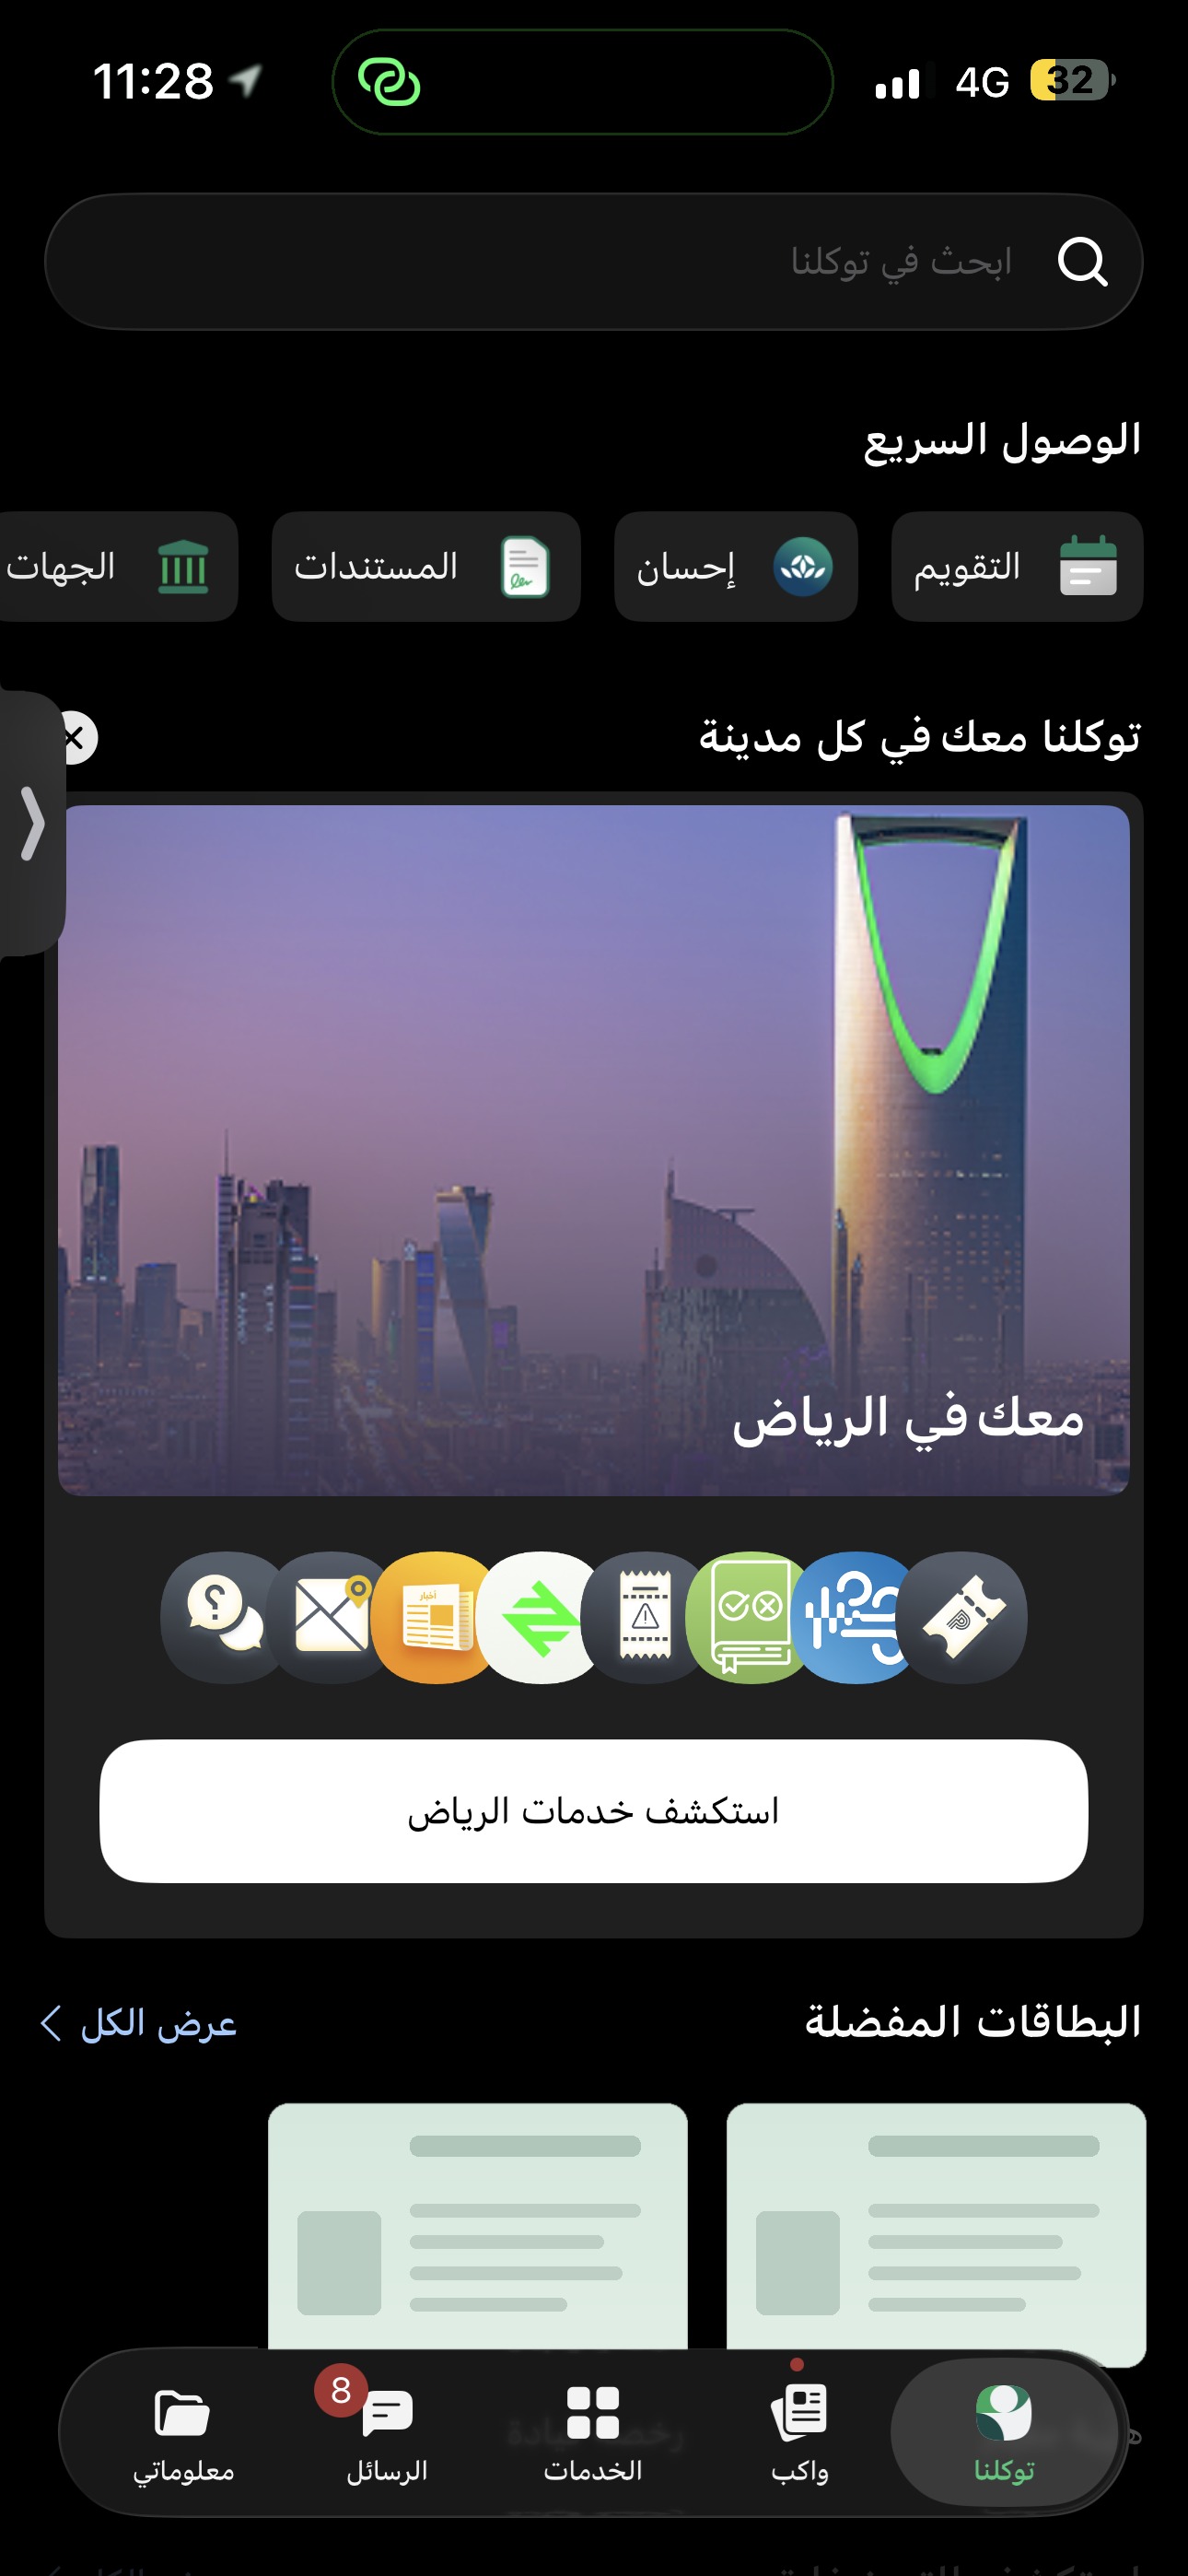 11:28
4G
32
ابحث في توكلنا
الوصول السريع
التقويم
إحسان
المستندات
الجهات
توكلنا معك في كل مدينة
معك في الرياض
أخبار
استكشف خدمات الرياض
البطاقات المفضلة
عرض الكل
توكلنا
واكب
الخدمات
8
الرسائل
معلوماتي